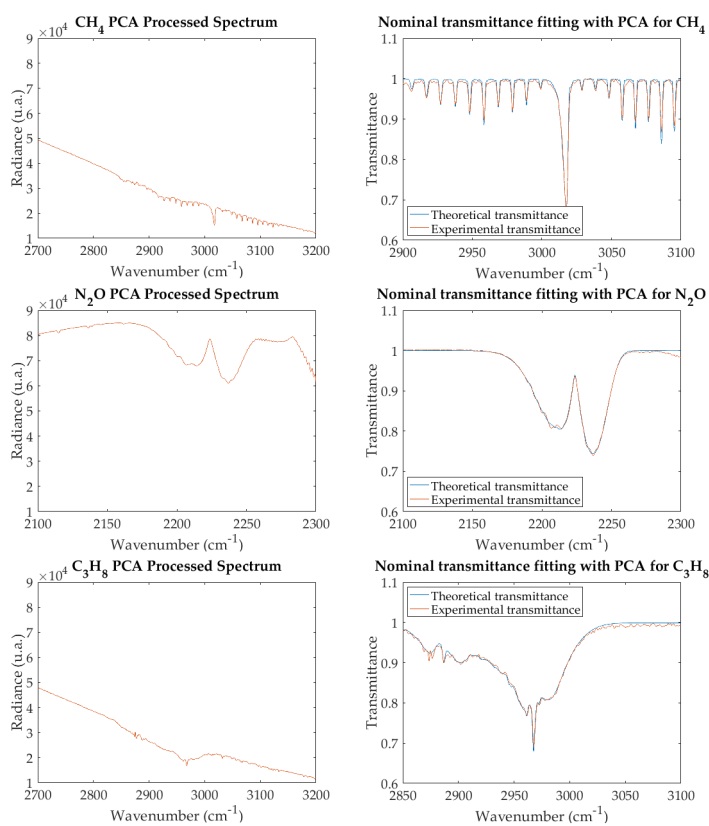 CH4 PCA Processed Spectrum
×10^4
9
8
7
6
5
4
3
2
1
Radiance (u.a.)
2700 2800 2900 3000 3100 3200
Wavenumber (cm^-1)
Nominal transmittance fitting with PCA for CH4
1.1
1
0.9
0.8
0.7
0.6
Transmittance
Theoretical transmittance
Experimental transmittance
2900 2950 3000 3050 3100
Wavenumber (cm^-1)
N2O PCA Processed Spectrum
×10^4
9
8
7
6
5
4
3
2
1
Radiance (u.a.)
2100 2150 2200 2250 2300
Wavenumber (cm^-1)
Nominal transmittance fitting with PCA for N2O
1.1
1
0.9
0.8
0.7
0.6
Transmittance
Theoretical transmittance
Experimental transmittance
2100 2150 2200 2250 2300
Wavenumber (cm^-1)
C3H8 PCA Processed Spectrum
×10^4
9
8
7
6
5
4
3
2
1
Radiance (u.a.)
2700 2800 2900 3000 3100 3200
Wavenumber (cm^-1)
Nominal transmittance fitting with PCA for C3H8
1.1
1
0.9
0.8
0.7
0.6
Transmittance
Theoretical transmittance
Experimental transmittance
2850 2900 2950 3000 3050 3100
Wavenumber (cm^-1)